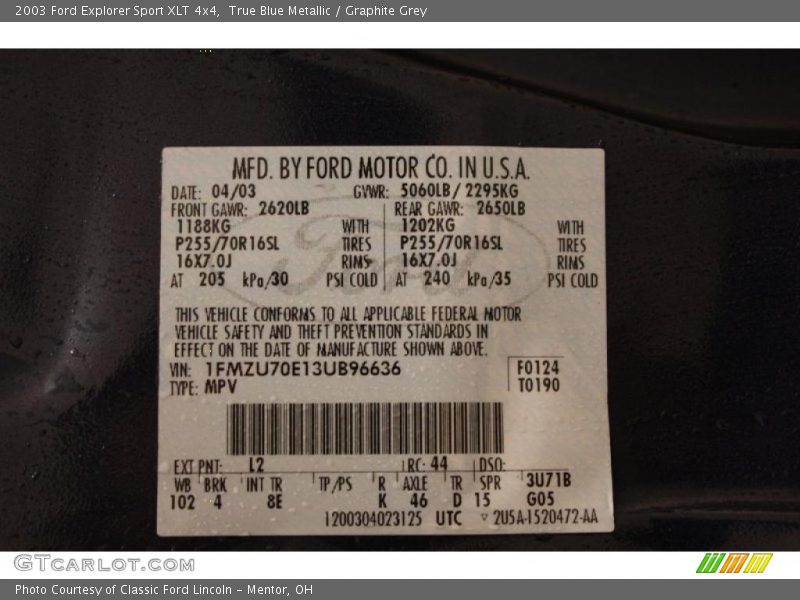 2003 Ford Explorer Sport XLT 4x4,  True Blue Metallic / Graphite Grey
MFD. BY FORD MOTOR CO. IN U.S.A.
DATE: 04/03 GVWR: 5060LB/ 2295KG
FRONT GAWR: 2620LB REAR GAWR: 2650LB
1188KG WITH 1202KG WITH
P255/70R16SL TIRES P255/70R16SL TIRES
16X7.0J RIMS 16X7.0J RIMS
AT 205 kPa/30 PSI COLD AT 240 kPa/35 PSI COLD
THIS VEHICLE CONFORMS TO ALL APPLICABLE FEDERAL MOTOR
VEHICLE SAFETY AND THEFT PREVENTION STANDARDS IN
EFFECT ON THE DATE OF MANUFACTURE SHOWN ABOVE.
VIN: 1FMZU70E13UB96636 F0124
TYPE: MPV T0190
EXT PNT: L2 RC: 44 DSO:
WB BRK INT TR TP/PS R AXLE TR SPR 3U71B
102 4 8E K 46 D 15 G05
1200304023125 UTC ▽ 2U5A-1520472-AA
GTCARLOT.COM
Photo Courtesy of Classic Ford Lincoln - Mentor, OH